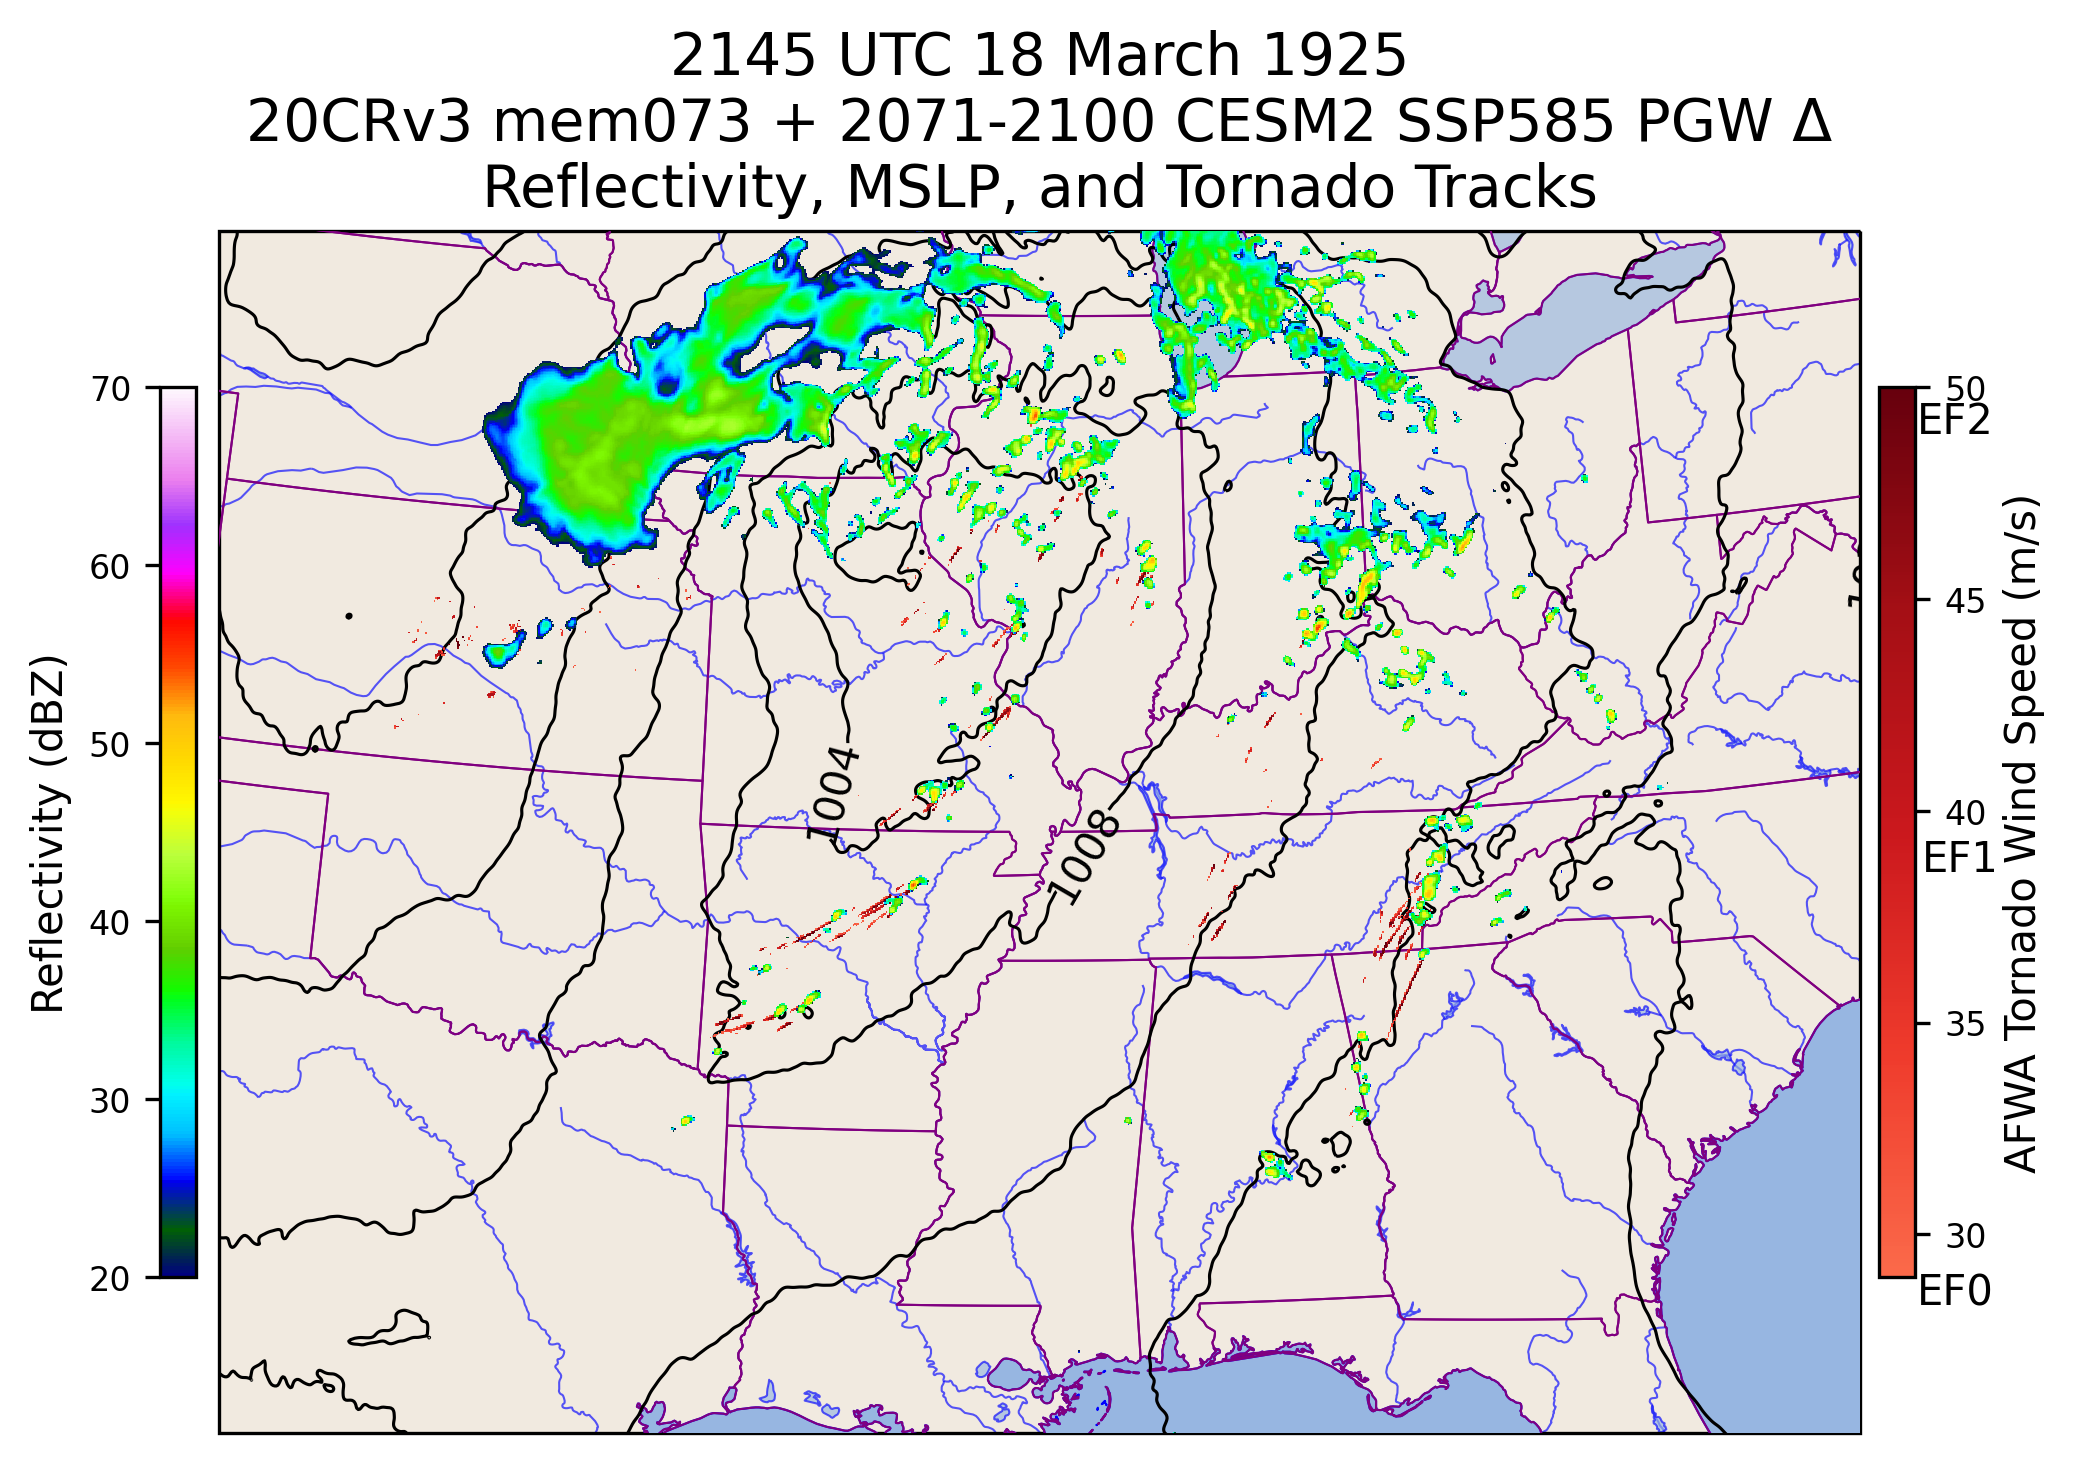 2145 UTC 18 March 1925
20CRv3 mem073 + 2071-2100 CESM2 SSP585 PGW Δ
Reflectivity, MSLP, and Tornado Tracks
Reflectivity (dBZ)
70
60
50
40
30
20
1004
1008
50
EF2
45
40
EF1
35
30
EF0
AFWA Tornado Wind Speed (m/s)